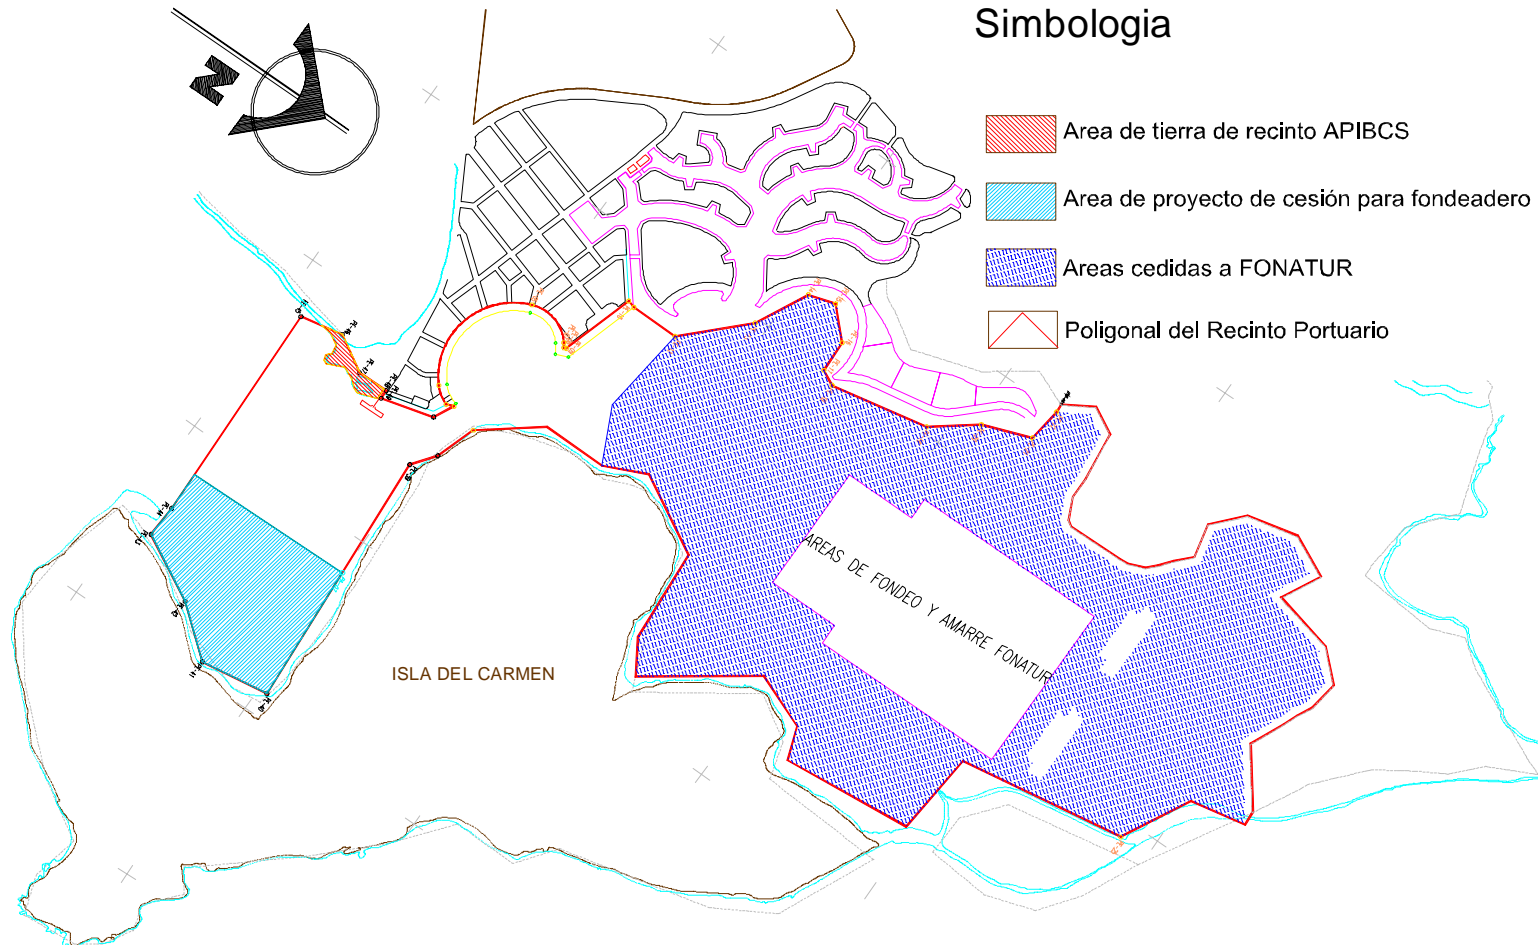 Simbologia
N
Area de tierra de recinto APIBCS
Area de proyecto de cesión para fondeadero
Areas cedidas a FONATUR
Poligonal del Recinto Portuario
AREAS DE FONDEO Y AMARRE FONATUR
ISLA DEL CARMEN